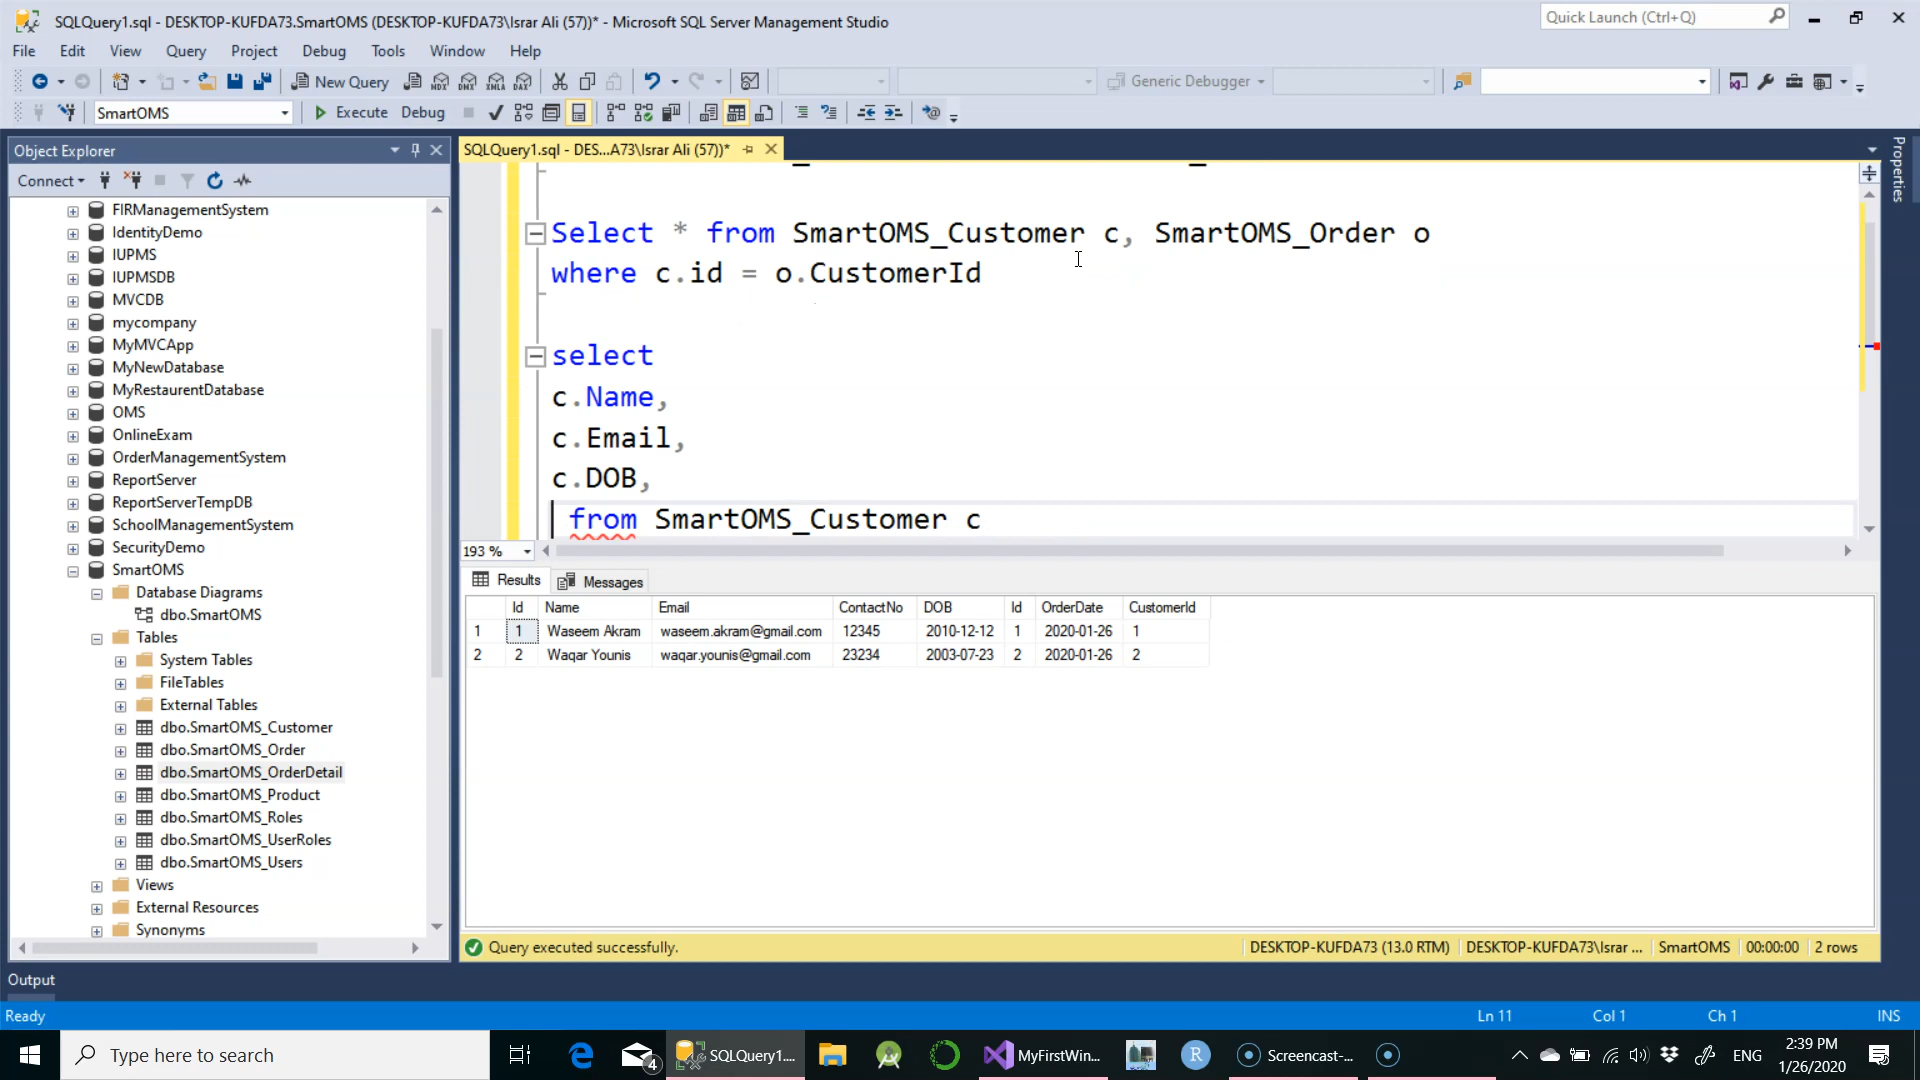 SQLQuery1.sql - DESKTOP-KUFDA73.SmartOMS (DESKTOP-KUFDA73\Israr Ali (57))* - Microsoft SQL Server Management Studio
Quick Launch (Ctrl+Q)
File Edit View Query Project Debug Tools Window Help
New Query
MDX DMX XMLA DAX
Generic Debugger
SmartOMS
Execute Debug
Object Explorer
Connect
FIRManagementSystem
IdentityDemo
IUPMS
IUPMSDB
MVCDB
mycompany
MyMVCApp
MyNewDatabase
MyRestaurentDatabase
OMS
OnlineExam
OrderManagementSystem
ReportServer
ReportServerTempDB
SchoolManagementSystem
SecurityDemo
SmartOMS
Database Diagrams
dbo.SmartOMS
Tables
System Tables
FileTables
External Tables
dbo.SmartOMS_Customer
dbo.SmartOMS_Order
dbo.SmartOMS_OrderDetail
dbo.SmartOMS_Product
dbo.SmartOMS_Roles
dbo.SmartOMS_UserRoles
dbo.SmartOMS_Users
Views
External Resources
Synonyms
SQLQuery1.sql - DES...A73\Israr Ali (57))*
Properties
Select * from SmartOMS_Customer c, SmartOMS_Order o
where c.id = o.CustomerId
select
c.Name,
c.Email,
c.DOB,
from SmartOMS_Customer c
193 %
Results Messages
Id Name Email ContactNo DOB Id OrderDate CustomerId
1 1 Waseem Akram waseem.akram@gmail.com 12345 2010-12-12 1 2020-01-26 1
2 2 Waqar Younis waqar.younis@gmail.com 23234 2003-07-23 2 2020-01-26 2
Query executed successfully.
DESKTOP-KUFDA73 (13.0 RTM) DESKTOP-KUFDA73\Israr ... SmartOMS 00:00:00 2 rows
Output
Ready
Ln 11 Col 1 Ch 1 INS
Type here to search
4
SQLQuery1....
MyFirstWin...
R
Screencast-...
ENG
2:39 PM
1/26/2020